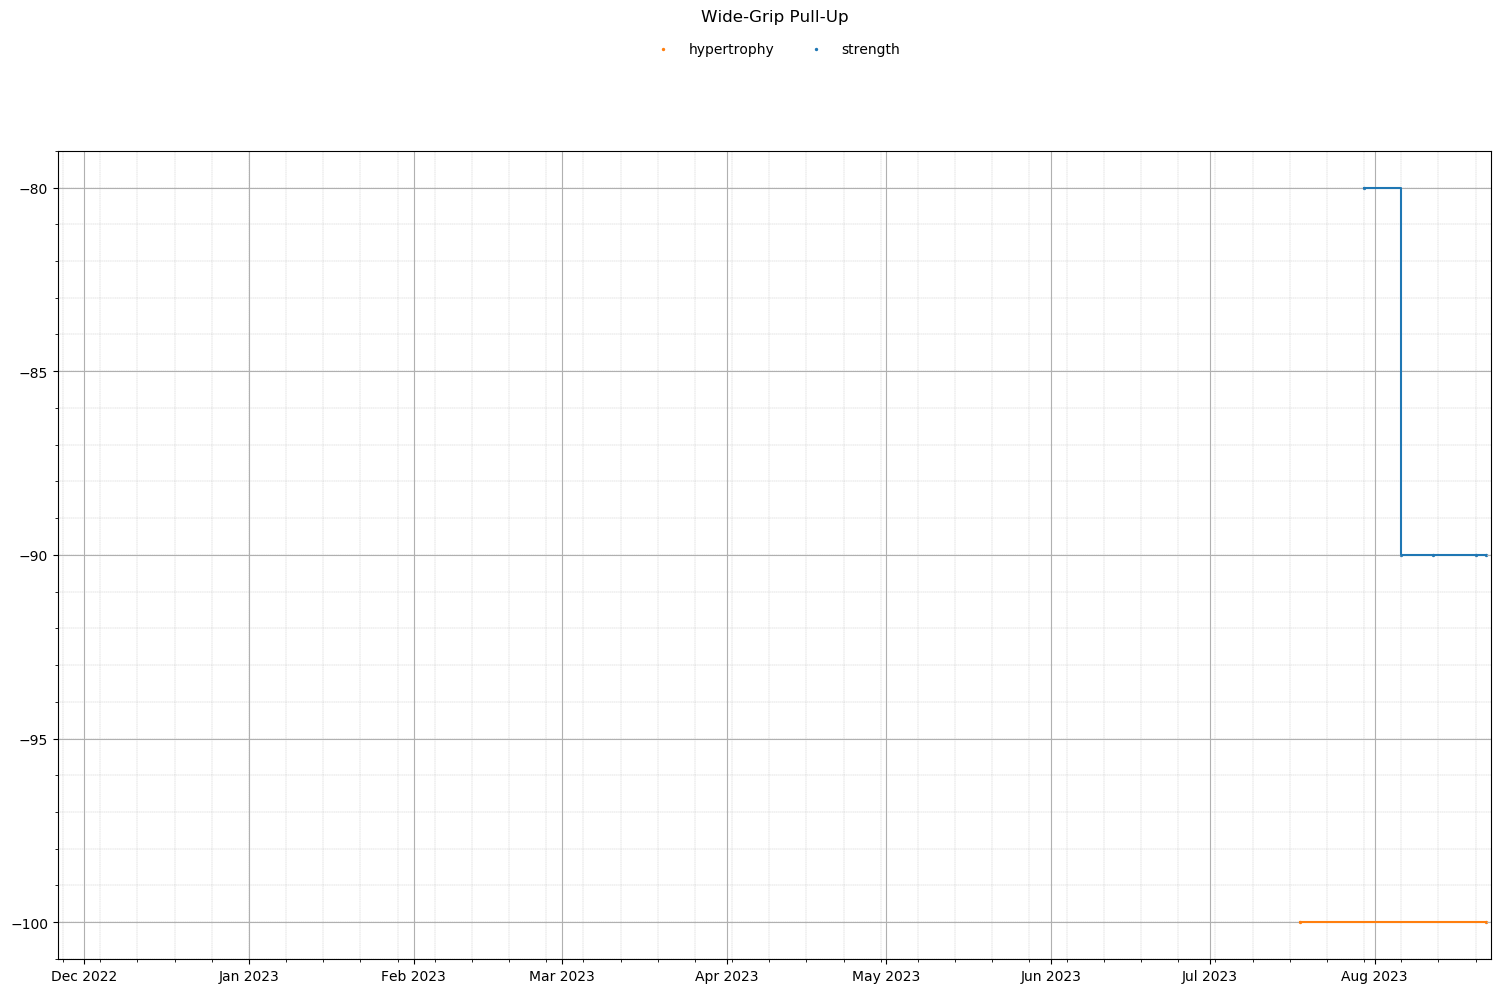 Wide-Grip Pull-Up
hypertrophy strength
−80
−85
−90
−95
−100
Dec 2022 Jan 2023 Feb 2023 Mar 2023 Apr 2023 May 2023 Jun 2023 Jul 2023 Aug 2023